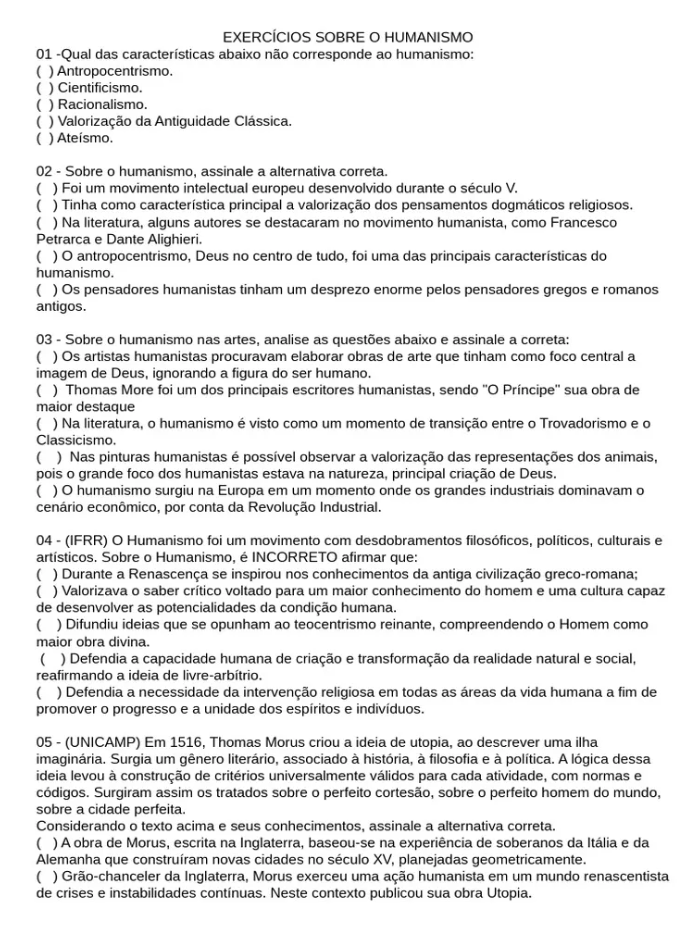 EXERCÍCIOS SOBRE O HUMANISMO
01 -Qual das características abaixo não corresponde ao humanismo:
(  ) Antropocentrismo.
(  ) Cientificismo.
(  ) Racionalismo.
(  ) Valorização da Antiguidade Clássica.
(  ) Ateísmo.
02 - Sobre o humanismo, assinale a alternativa correta.
(  ) Foi um movimento intelectual europeu desenvolvido durante o século V.
(  ) Tinha como característica principal a valorização dos pensamentos dogmáticos religiosos.
(  ) Na literatura, alguns autores se destacaram no movimento humanista, como Francesco
Petrarca e Dante Alighieri.
(  ) O antropocentrismo, Deus no centro de tudo, foi uma das principais características do
humanismo.
(  ) Os pensadores humanistas tinham um desprezo enorme pelos pensadores gregos e romanos
antigos.
03 - Sobre o humanismo nas artes, analise as questões abaixo e assinale a correta:
(  ) Os artistas humanistas procuravam elaborar obras de arte que tinham como foco central a
imagem de Deus, ignorando a figura do ser humano.
(  ) Thomas More foi um dos principais escritores humanistas, sendo "O Príncipe" sua obra de
maior destaque
(  ) Na literatura, o humanismo é visto como um momento de transição entre o Trovadorismo e o
Classicismo.
(  ) Nas pinturas humanistas é possível observar a valorização das representações dos animais,
pois o grande foco dos humanistas estava na natureza, principal criação de Deus.
(  ) O humanismo surgiu na Europa em um momento onde os grandes industriais dominavam o
cenário econômico, por conta da Revolução Industrial.
04 - (IFRR) O Humanismo foi um movimento com desdobramentos filosóficos, políticos, culturais e
artísticos. Sobre o Humanismo, é INCORRETO afirmar que:
(  ) Durante a Renascença se inspirou nos conhecimentos da antiga civilização greco-romana;
(  ) Valorizava o saber crítico voltado para um maior conhecimento do homem e uma cultura capaz
de desenvolver as potencialidades da condição humana.
(  ) Difundiu ideias que se opunham ao teocentrismo reinante, compreendendo o Homem como
maior obra divina.
(  ) Defendia a capacidade humana de criação e transformação da realidade natural e social,
reafirmando a ideia de livre-arbítrio.
(  ) Defendia a necessidade da intervenção religiosa em todas as áreas da vida humana a fim de
promover o progresso e a unidade dos espíritos e indivíduos.
05 - (UNICAMP) Em 1516, Thomas Morus criou a ideia de utopia, ao descrever uma ilha
imaginária. Surgia um gênero literário, associado à história, à filosofia e à política. A lógica dessa
ideia levou à construção de critérios universalmente válidos para cada atividade, com normas e
códigos. Surgiram assim os tratados sobre o perfeito cortesão, sobre o perfeito homem do mundo,
sobre a cidade perfeita.
Considerando o texto acima e seus conhecimentos, assinale a alternativa correta.
(  ) A obra de Morus, escrita na Inglaterra, baseou-se na experiência de soberanos da Itália e da
Alemanha que construíram novas cidades no século XV, planejadas geometricamente.
(  ) Grão-chanceler da Inglaterra, Morus exerceu uma ação humanista em um mundo renascentista
de crises e instabilidades contínuas. Neste contexto publicou sua obra Utopia.